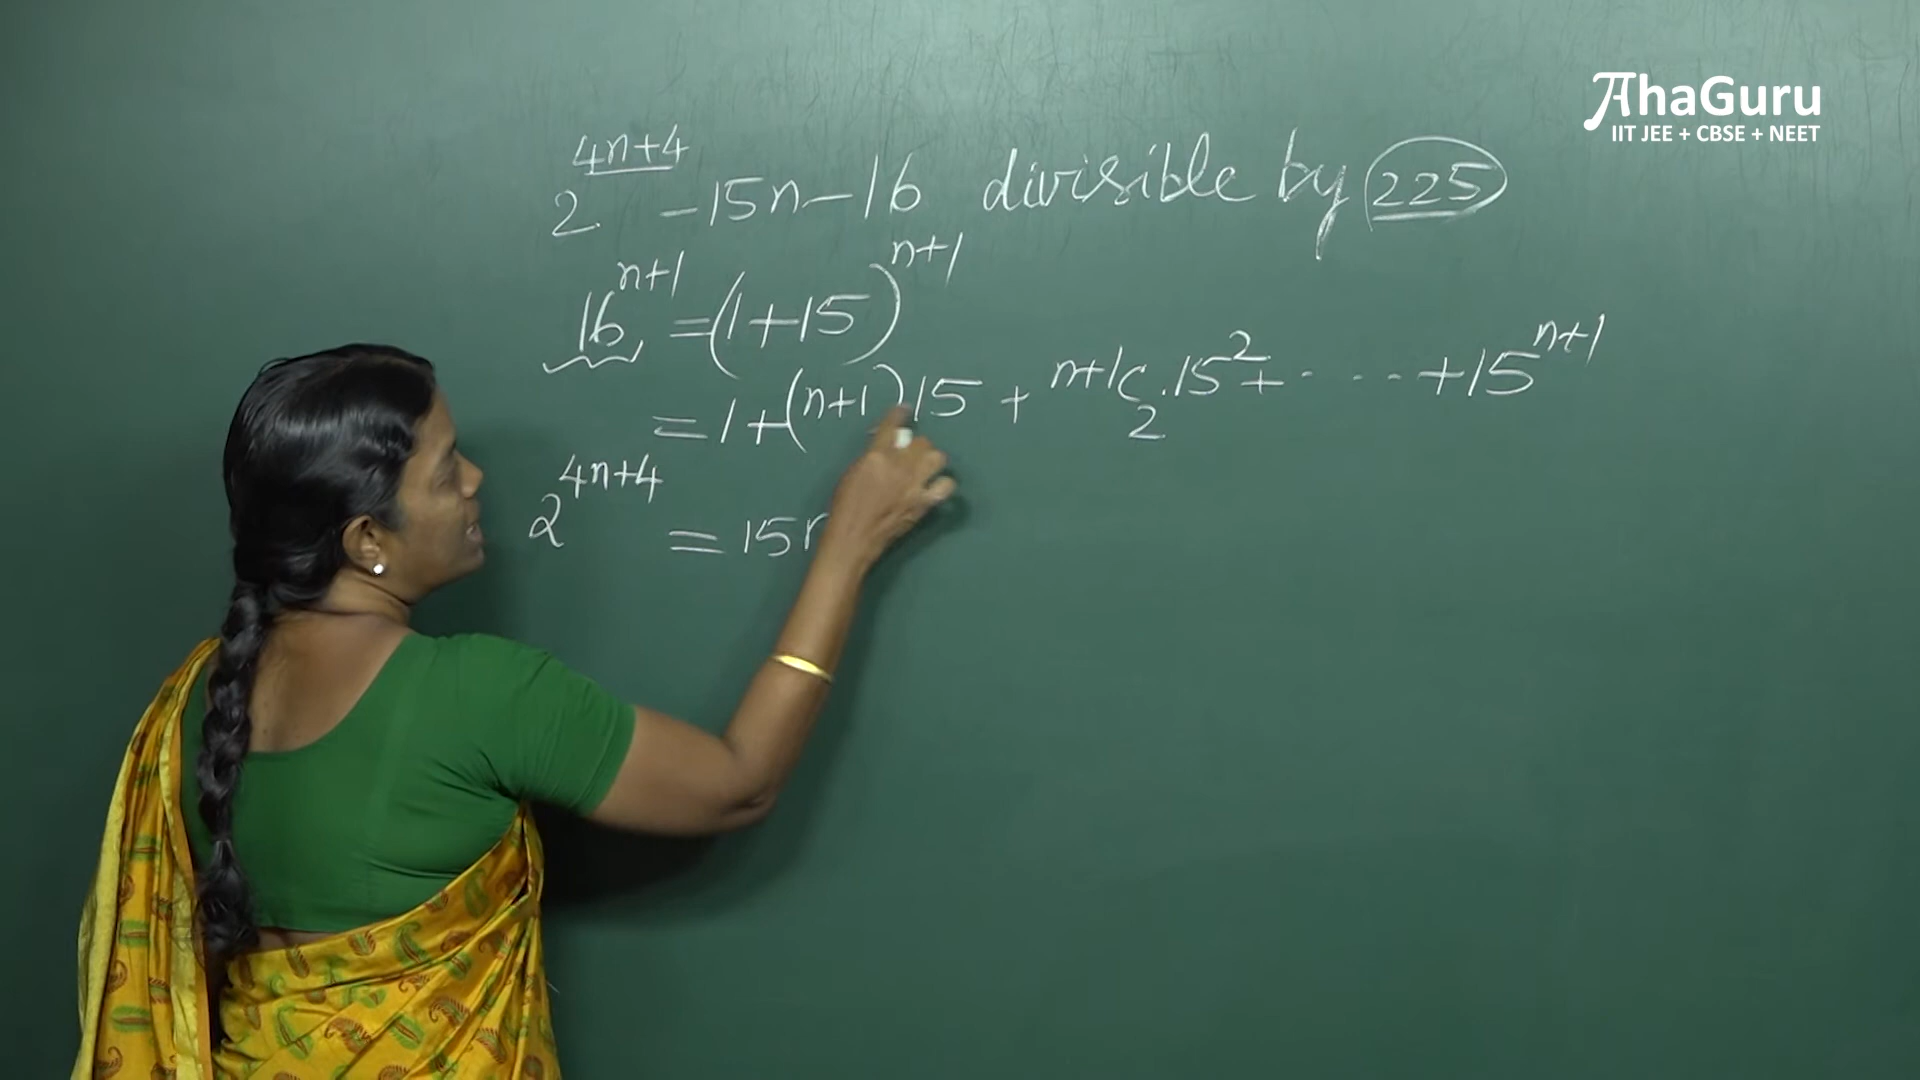 AhaGuru
IIT JEE + CBSE + NEET
2^{4n+4} -15n-16 divisible by 225
16^{n+1} = (1+15)^{n+1}
= 1+(n+1)15 + ^{n+1}C_2.15^2+ · · · · +15^{n+1}
2^{4n+4} = 15n